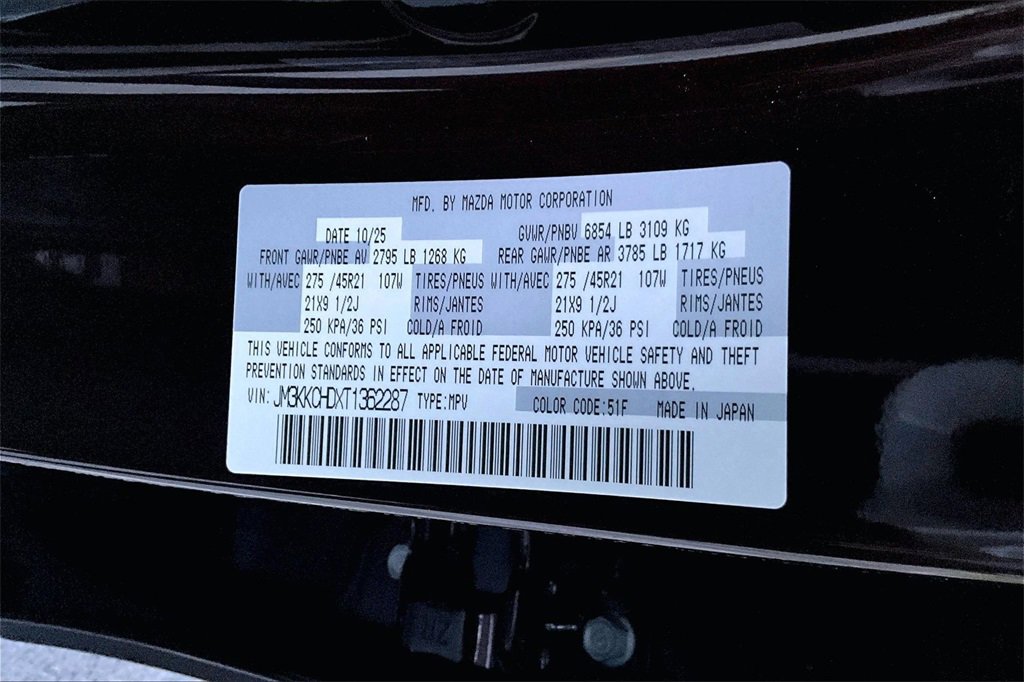 MFD. BY MAZDA MOTOR CORPORATION
DATE 10/25 GVWR/PNBV 6854 LB 3109 KG
FRONT GAWR/PNBE AV 2795 LB 1268 KG REAR GAWR/PNBE AR 3785 LB 1717 KG
WITH/AVEC 275 /45R21 107W TIRES/PNEUS WITH/AVEC 275 /45R21 107W TIRES/PNEUS
21X9 1/2J RIMS/JANTES 21X9 1/2J RIMS/JANTES
250 KPA/36 PSI COLD/A FROID 250 KPA/36 PSI COLD/A FROID
THIS VEHICLE CONFORMS TO ALL APPLICABLE FEDERAL MOTOR VEHICLE SAFETY AND THEFT
PREVENTION STANDARDS IN EFFECT ON THE DATE OF MANUFACTURE SHOWN ABOVE.
VIN: JM3KKCHDXT1362287 TYPE:MPV COLOR CODE:51F MADE IN JAPAN